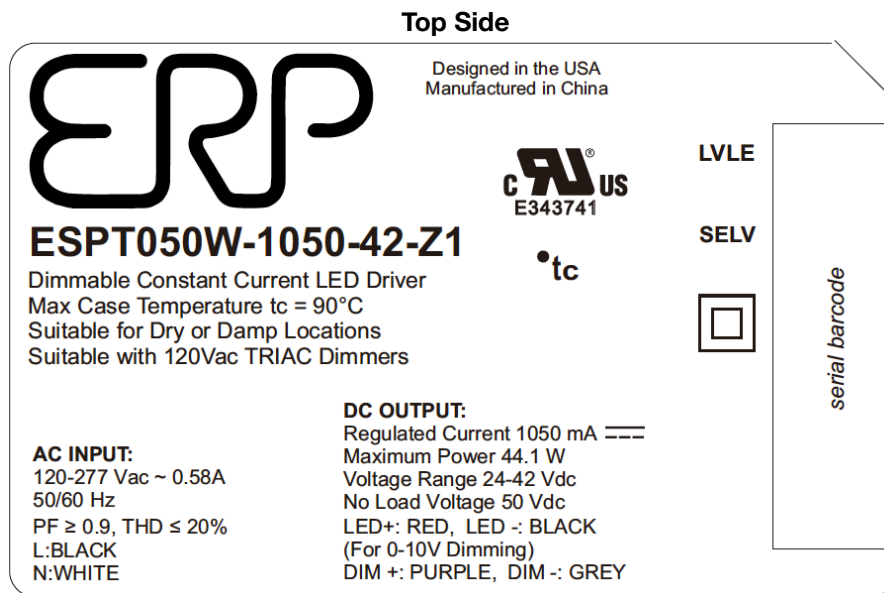 Top Side
ERP
Designed in the USA
Manufactured in China
C RU® US
E343741
LVLE
SELV
ESPT050W-1050-42-Z1
•tc
Dimmable Constant Current LED Driver
Max Case Temperature tc = 90°C
Suitable for Dry or Damp Locations
Suitable with 120Vac TRIAC Dimmers
serial barcode
AC INPUT:
120-277 Vac ~ 0.58A
50/60 Hz
PF ≥ 0.9, THD ≤ 20%
L:BLACK
N:WHITE
DC OUTPUT:
Regulated Current 1050 mA
Maximum Power 44.1 W
Voltage Range 24-42 Vdc
No Load Voltage 50 Vdc
LED+: RED, LED -: BLACK
(For 0-10V Dimming)
DIM +: PURPLE, DIM -: GREY